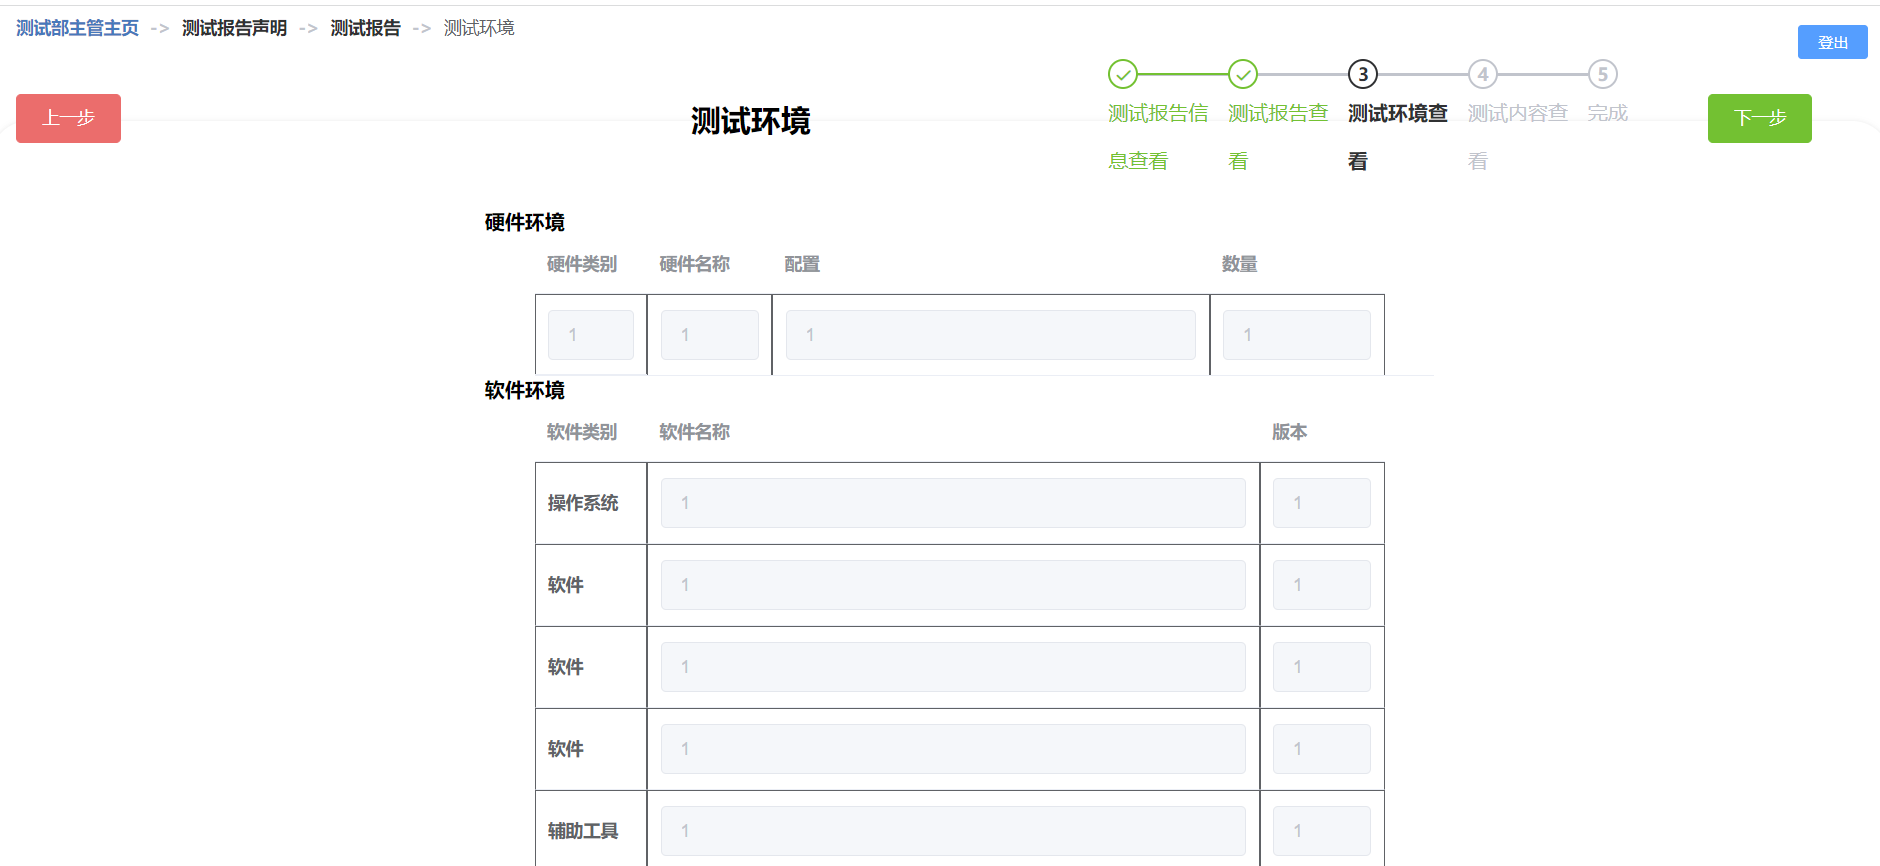 测试部主管主页 -> 测试报告声明 -> 测试报告 -> 测试环境
登出
上一步
测试环境
3 4 5
测试报告信息查看
测试报告查看
测试环境查看
测试内容查看
完成
下一步
硬件环境
硬件类别 硬件名称 配置 数量
1 1 1 1
软件环境
软件类别 软件名称 版本
操作系统 1 1
软件 1 1
软件 1 1
软件 1 1
辅助工具 1 1